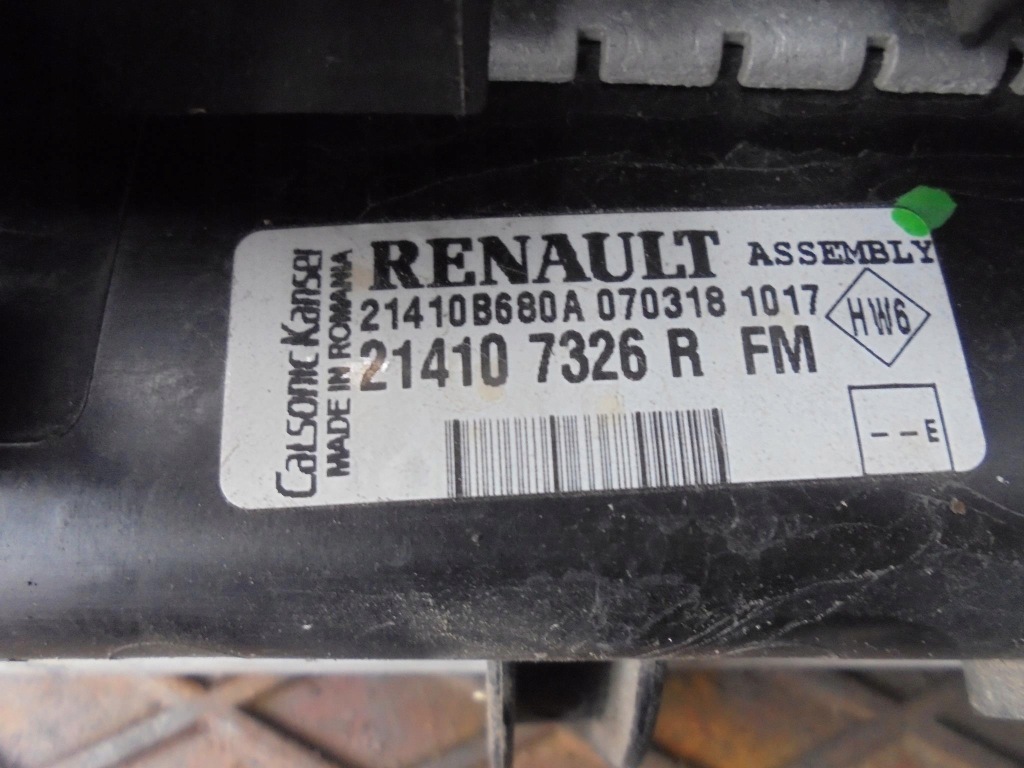 RENAULT ASSEMBLY
21410B680A 070318 1017
HW6
21410 7326 R FM
--E
Calsonic Kansei
MADE IN ROMANIA